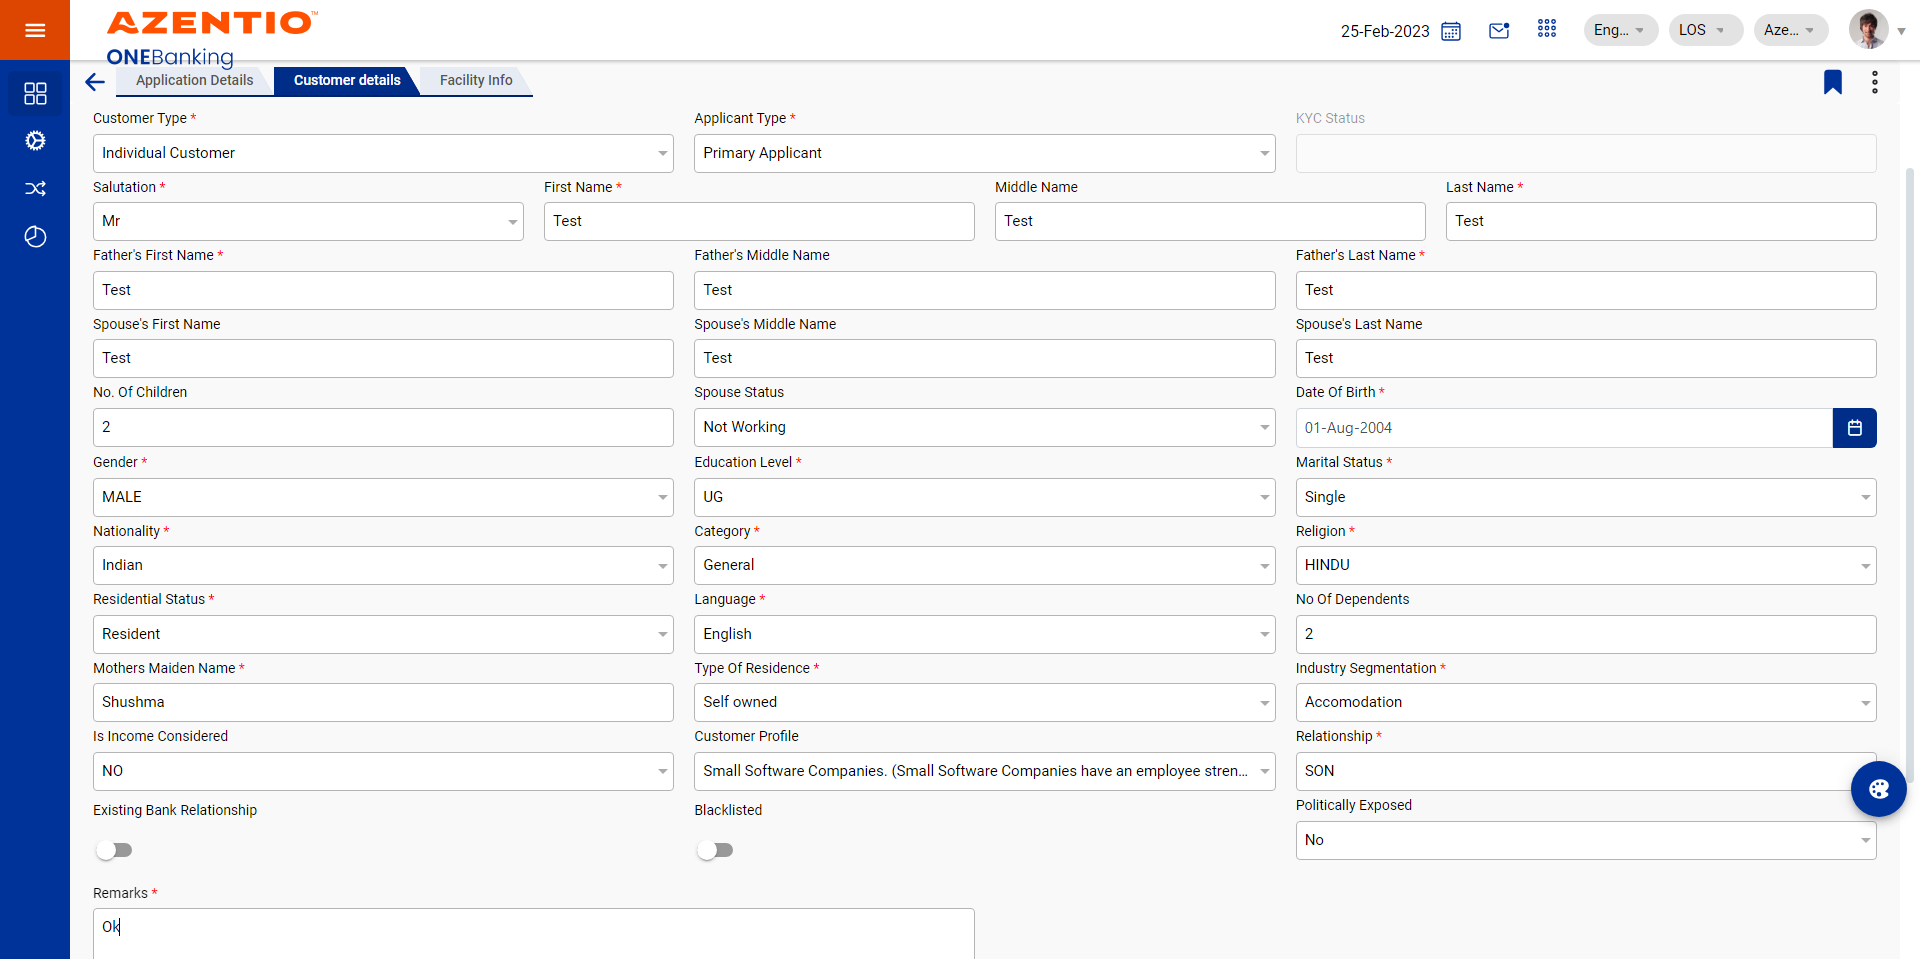 AZENTIO™
ONEBanking
25-Feb-2023
Eng...
LOS
Aze...
Application Details
Customer details
Facility Info
Customer Type *
Applicant Type *
KYC Status
Individual Customer
Primary Applicant
Salutation *
First Name *
Middle Name
Last Name *
Mr
Test
Test
Test
Father's First Name *
Father's Middle Name
Father's Last Name *
Test
Test
Test
Spouse's First Name
Spouse's Middle Name
Spouse's Last Name
Test
Test
Test
No. Of Children
Spouse Status
Date Of Birth *
2
Not Working
01-Aug-2004
Gender *
Education Level *
Marital Status *
MALE
UG
Single
Nationality *
Category *
Religion *
Indian
General
HINDU
Residential Status *
Language *
No Of Dependents
Resident
English
2
Mothers Maiden Name *
Type Of Residence *
Industry Segmentation *
Shushma
Self owned
Accomodation
Is Income Considered
Customer Profile
Relationship *
NO
Small Software Companies. (Small Software Companies have an employee stren...
SON
Existing Bank Relationship
Blacklisted
Politically Exposed
No
Remarks *
Ok